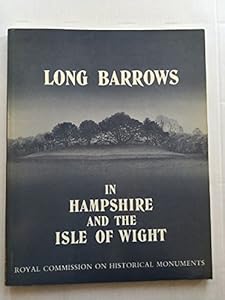 LONG BARROWS
IN
HAMPSHIRE
AND THE
ISLE OF WIGHT
ROYAL COMMISSION ON HISTORICAL MONUMENTS